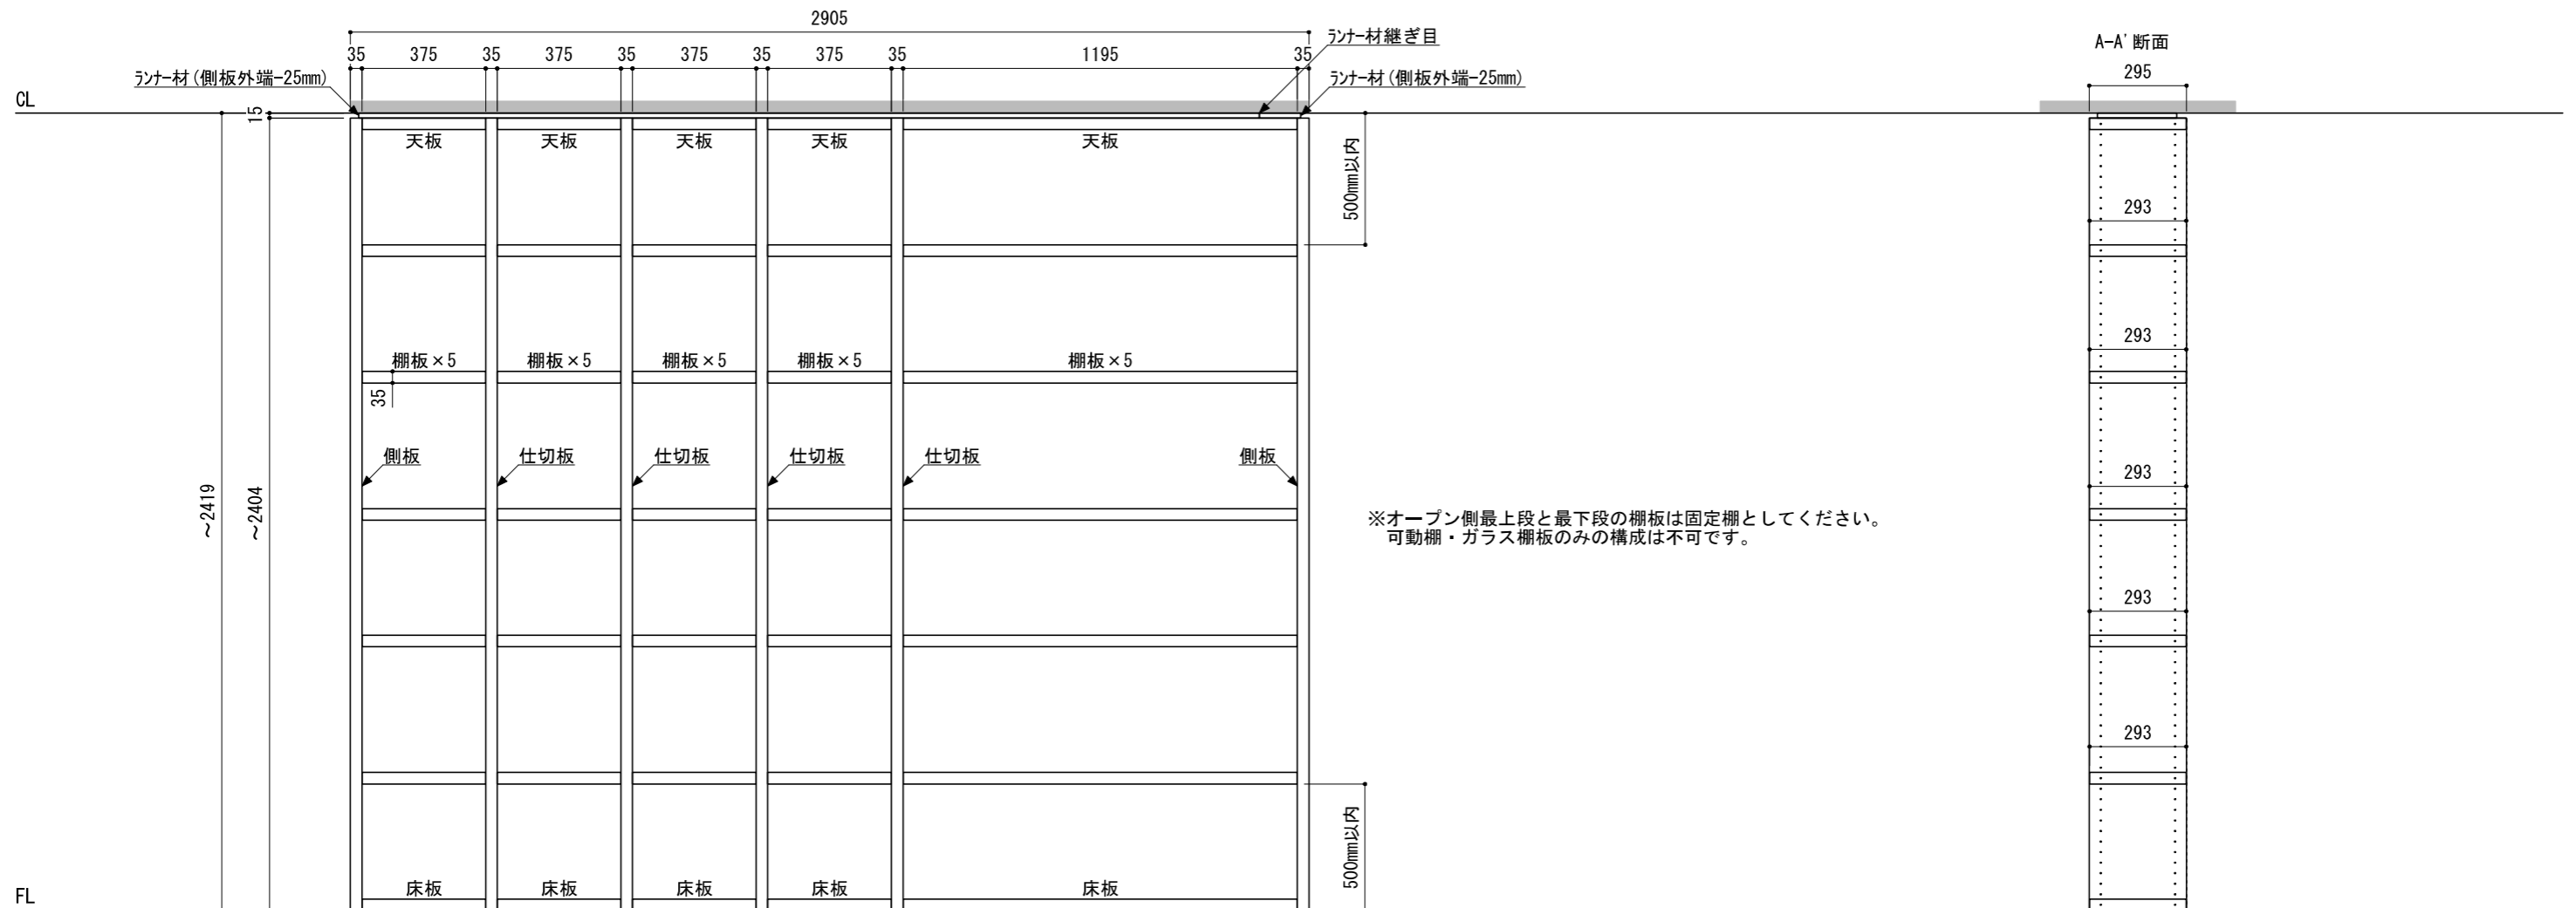 2905
35 375 35 375 35 375 35 375 35 1195 35
ﾗﾝﾅｰ材継ぎ目
A-A'断面
295
ﾗﾝﾅｰ材(側板外端-25mm)
ﾗﾝﾅｰ材(側板外端-25mm)
CL
15
天板 天板 天板 天板 天板
500mm以内
293
293
棚板×5 棚板×5 棚板×5 棚板×5 棚板×5
35
側板 仕切板 仕切板 仕切板 仕切板 側板
293
～2419
～2404
※オープン側最上段と最下段の棚板は固定棚としてください。
可動棚・ガラス棚板のみの構成は不可です。
293
293
500mm以内
床板 床板 床板 床板 床板
FL